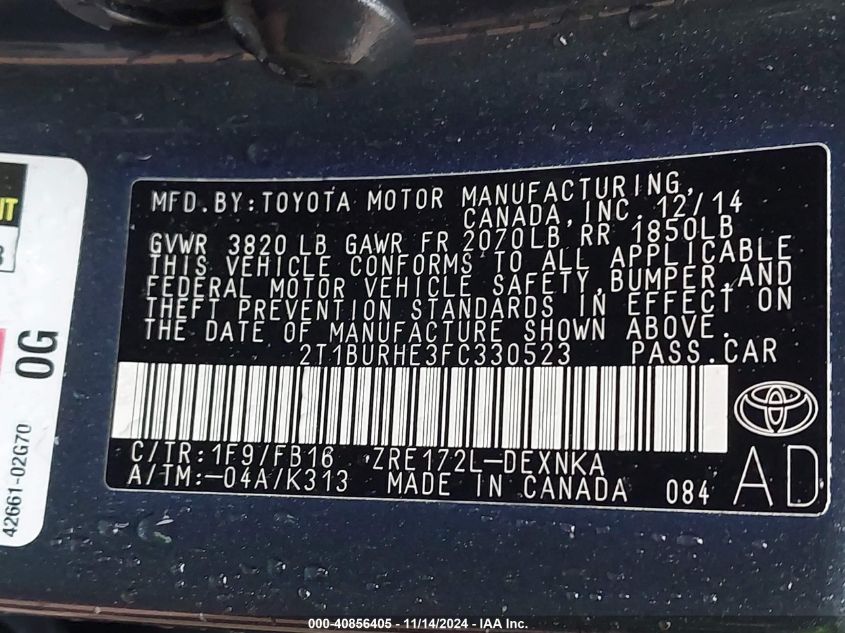 MFD.BY:TOYOTA MOTOR MANUFACTURING,
CANADA,INC. 12/14
GVWR 3820 LB GAWR FR 2070LB RR 1850LB
THIS VEHICLE CONFORMS TO ALL APPLICABLE
FEDERAL MOTOR VEHICLE SAFETY,BUMPER,AND
THEFT PREVENTION STANDARDS IN EFFECT ON
THE DATE OF MANUFACTURE SHOWN ABOVE.
2T1BURHE3FC330523 PASS.CAR
C/TR:1F9/FB16 ZRE172L-DEXNKA
A/TM:-04A/K313 MADE IN CANADA 084 AD
0G
42661-02G70
000-40856405 - 11/14/2024 - IAA Inc.